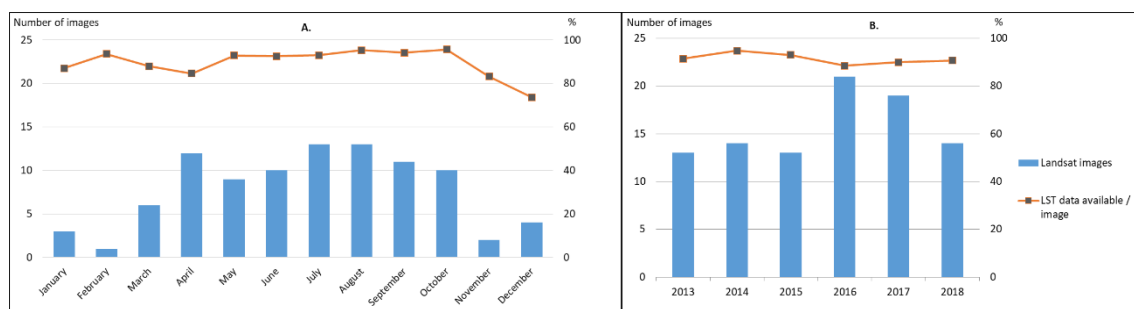 Number of images
A.
%
25
20
15
10
5
0
100
80
60
40
20
0
January
February
March
April
May
June
July
August
September
October
November
December
Number of images
B.
%
25
20
15
10
5
0
100
80
60
40
20
0
2013 2014 2015 2016 2017 2018
Landsat images
LST data available /
image